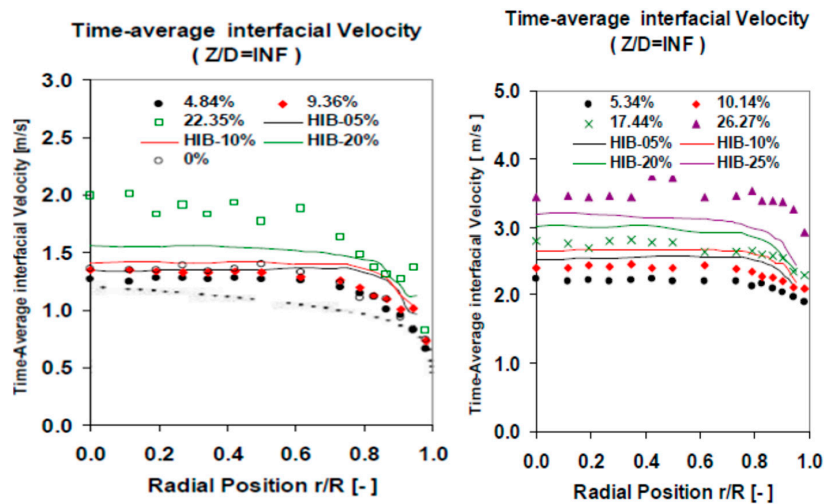 Time-average interfacial Velocity
( Z/D=INF )
Time-Average interfacial Velocity [m/s]
3.0
2.5
2.0
1.5
1.0
0.5
0.0
4.84%
9.36%
22.35%
HIB-05%
HIB-10%
HIB-20%
0%
0.0 0.2 0.4 0.6 0.8 1.0
Radial Position r/R [-]
Time-average interfacial Velocity
( Z/D=INF )
Time-Average interfacial Velocity [ m/s ]
5.0
4.0
3.0
2.0
1.0
0.0
5.34%
10.14%
17.44%
26.27%
HIB-05%
HIB-10%
HIB-20%
HIB-25%
0.0 0.2 0.4 0.6 0.8 1.0
Radial Position r/R [-]